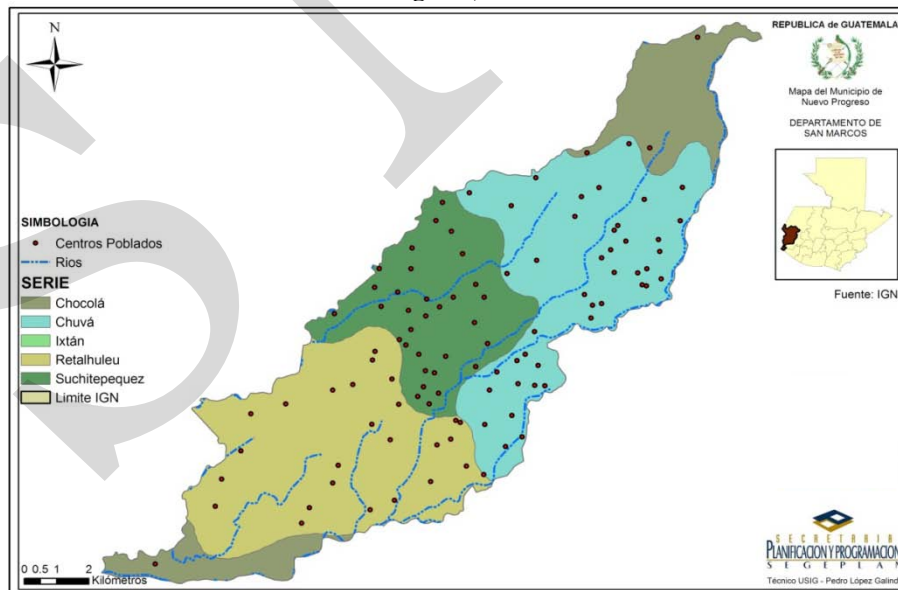 N
REPUBLICA de GUATEMALA
Mapa del Municipio de
Nuevo Progreso
DEPARTAMENTO DE
SAN MARCOS
Fuente: IGN
SIMBOLOGIA
Centros Poblados
Rios
SERIE
Chocolá
Chuvá
Ixtán
Retalhuleu
Suchitepequez
Limite IGN
0 0.5 1 2
Kilómetros
SECRETARIA
PLANIFICACION Y PROGRAMACION
SEGEPLAN
Técnico USIG - Pedro López Galind